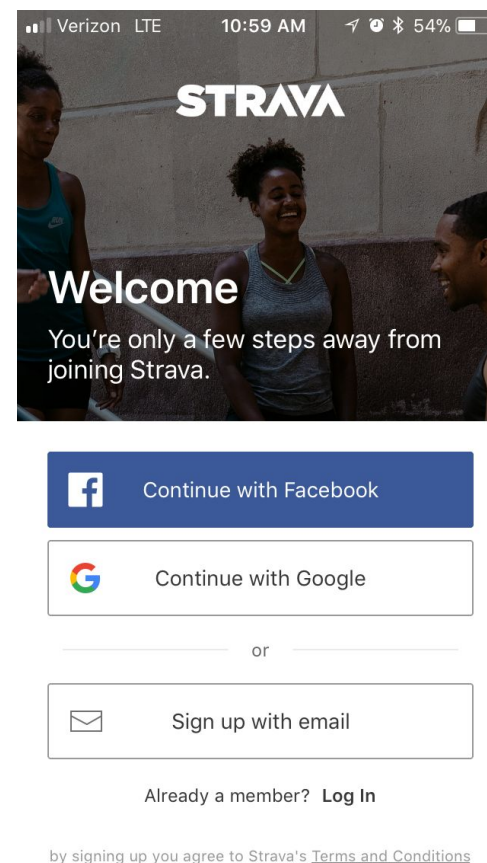 Verizon LTE 10:59 AM 54%
STRAVA
Welcome
You're only a few steps away from
joining Strava.
Continue with Facebook
Continue with Google
or
Sign up with email
Already a member? Log In
by signing up you agree to Strava's Terms and Conditions